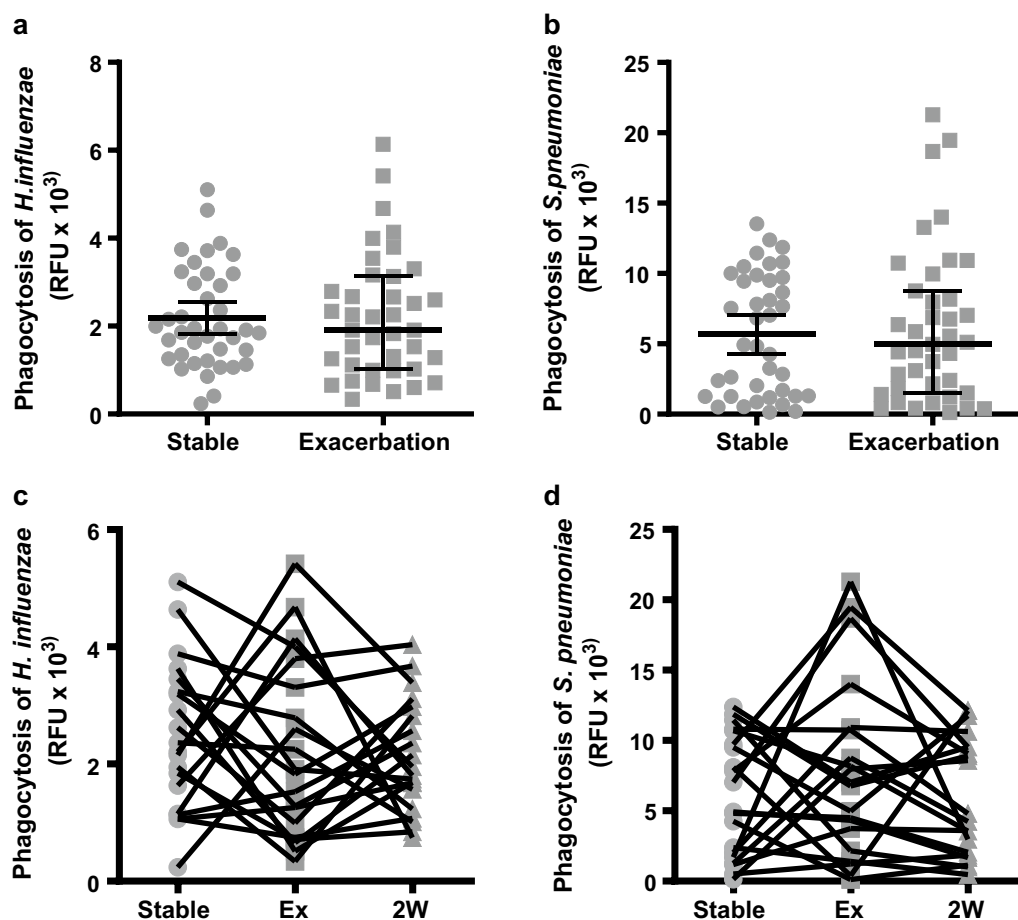 a
Phagocytosis of H.influenzae
(RFU x 10³)
8
6
4
2
0
Stable Exacerbation
b
Phagocytosis of S.pneumoniae
(RFU x 10³)
25
20
15
10
5
0
Stable Exacerbation
c
Phagocytosis of H. influenzae
(RFU x 10³)
6
4
2
0
Stable Ex 2W
d
Phagocytosis of S. pneumoniae
(RFU x 10³)
25
20
15
10
5
0
Stable Ex 2W